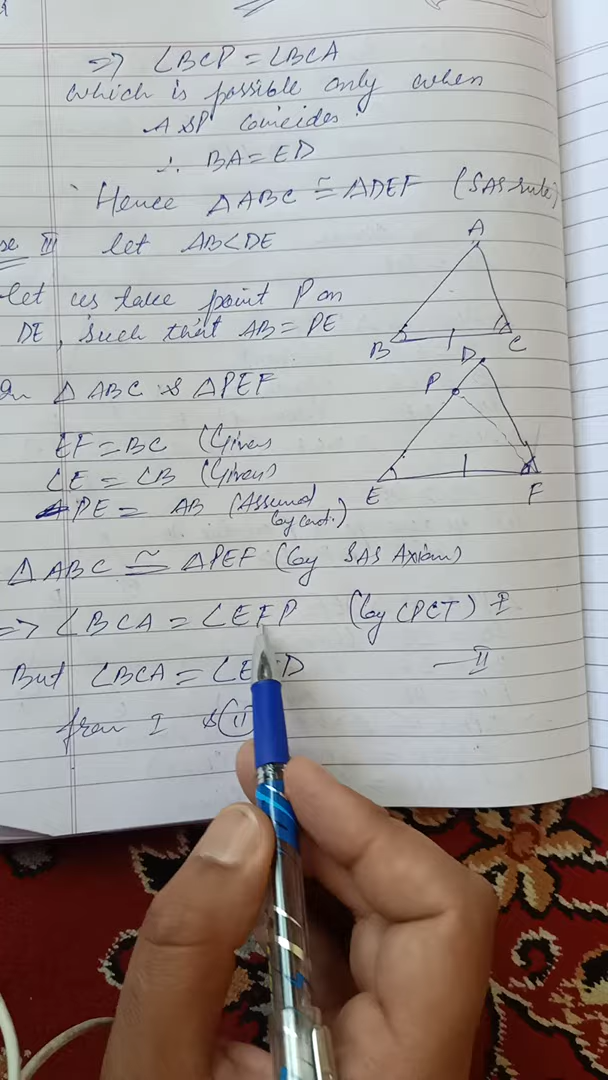 => ∠BCP = ∠BCA
which is possible only when
A & P coincides.
∴ BA = ED
Hence △ABC ≅ △DEF (SAS rule)
se III let AB<DE
let us take point P on
DE, such that AB = PE
In △ ABC & △PEF
EF = BC (Given
∠E = ∠B (Given)
PE = AB (Assumed
by cont.)
△ ABC ≅ △PEF (by SAS Axiom)
=> ∠BCA = ∠EFP (by CPCT) I
But ∠BCA = ∠E D — II
from I & II
A
B
C
D
P
E
F